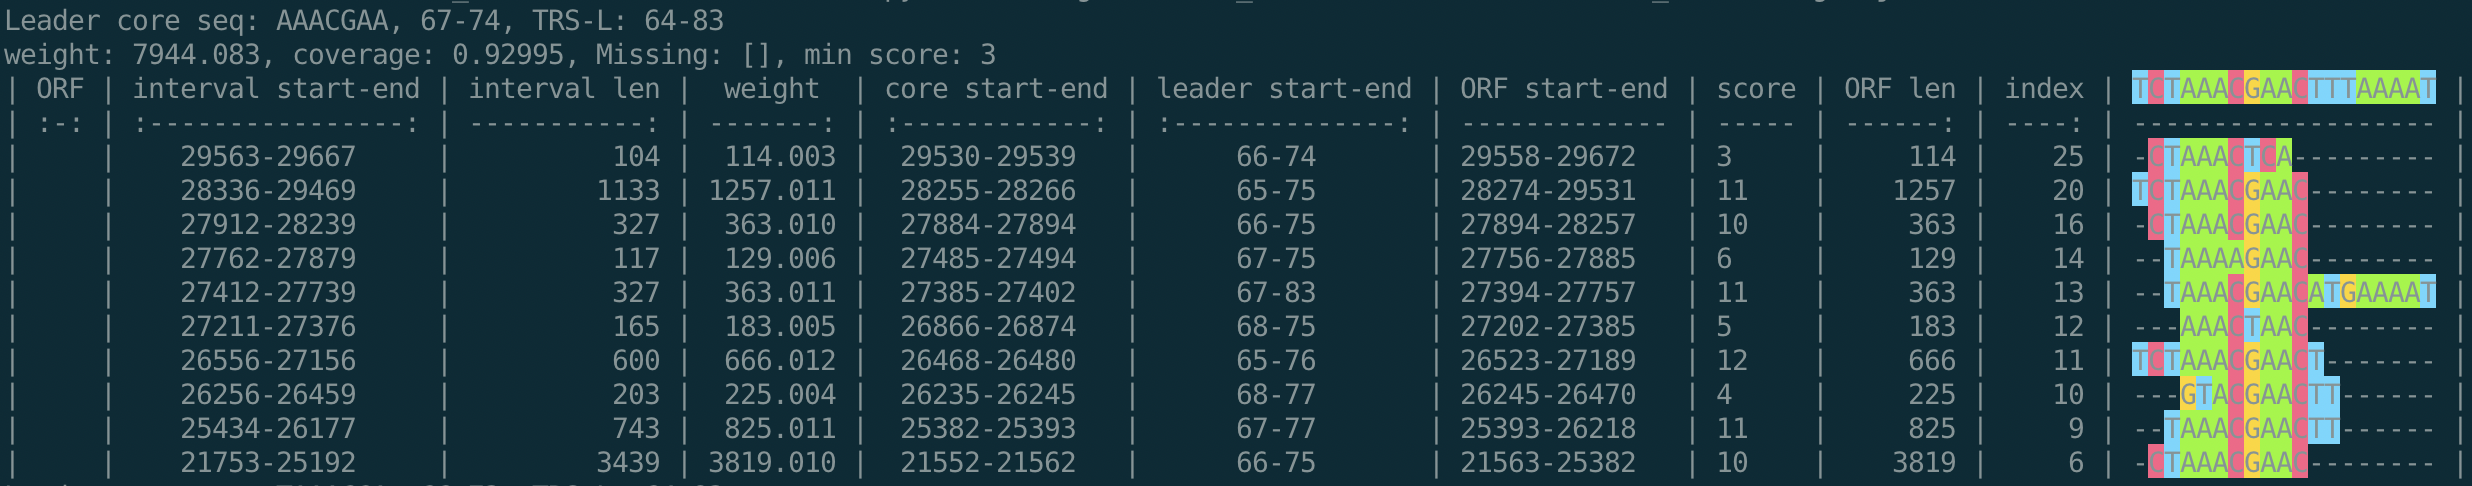 Leader core seq: AAACGAA, 67-74, TRS-L: 64-83
weight: 7944.083, coverage: 0.92995, Missing: [], min score: 3
| ORF | interval start-end | interval len | weight | core start-end | leader start-end | ORF start-end | score | ORF len | index | TCTAAACGAACTTTAAAAT |
| :-: | :----------------: | -----------: | -------: | :------------: | :--------------: | ------------- | ----- | ------: | ----: | ------------------- |
| | 29563-29667 | 104 | 114.003 | 29530-29539 | 66-74 | 29558-29672 | 3 | 114 | 25 | -CTAAACTCA--------- |
| | 28336-29469 | 1133 | 1257.011 | 28255-28266 | 65-75 | 28274-29531 | 11 | 1257 | 20 | TCTAAACGAAC-------- |
| | 27912-28239 | 327 | 363.010 | 27884-27894 | 66-75 | 27894-28257 | 10 | 363 | 16 | -CTAAACGAAC-------- |
| | 27762-27879 | 117 | 129.006 | 27485-27494 | 67-75 | 27756-27885 | 6 | 129 | 14 | --TAAAAGAAC-------- |
| | 27412-27739 | 327 | 363.011 | 27385-27402 | 67-83 | 27394-27757 | 11 | 363 | 13 | --TAAACGAACATGAAAAT |
| | 27211-27376 | 165 | 183.005 | 26866-26874 | 68-75 | 27202-27385 | 5 | 183 | 12 | ---AAACTAAC-------- |
| | 26556-27156 | 600 | 666.012 | 26468-26480 | 65-76 | 26523-27189 | 12 | 666 | 11 | TCTAAACGAACT------- |
| | 26256-26459 | 203 | 225.004 | 26235-26245 | 68-77 | 26245-26470 | 4 | 225 | 10 | ---GTACGAACTT------ |
| | 25434-26177 | 743 | 825.011 | 25382-25393 | 67-77 | 25393-26218 | 11 | 825 | 9 | --TAAACGAACTT------ |
| | 21753-25192 | 3439 | 3819.010 | 21552-21562 | 66-75 | 21563-25382 | 10 | 3819 | 6 | -CTAAACGAAC-------- |